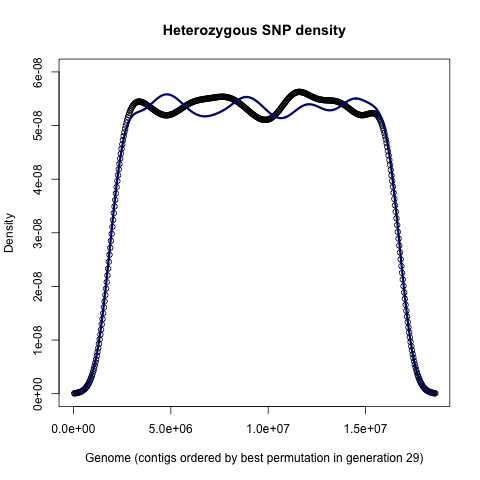 Heterozygous SNP density
Density
6e-08
5e-08
4e-08
3e-08
2e-08
1e-08
0e+00
0.0e+00 5.0e+06 1.0e+07 1.5e+07
Genome (contigs ordered by best permutation in generation 29)